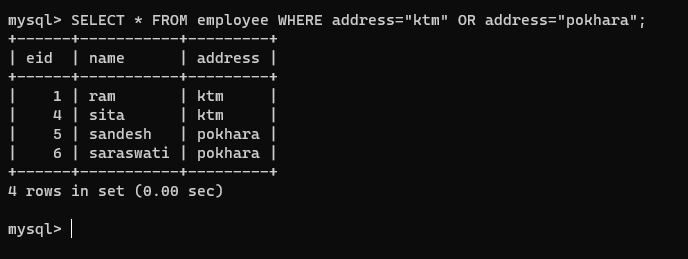 mysql> SELECT * FROM employee WHERE address="ktm" OR address="pokhara";
+------+-----------+---------+
| eid  | name      | address |
+------+-----------+---------+
|    1 | ram       | ktm     |
|    4 | sita      | ktm     |
|    5 | sandesh   | pokhara |
|    6 | saraswati | pokhara |
+------+-----------+---------+
4 rows in set (0.00 sec)
mysql>